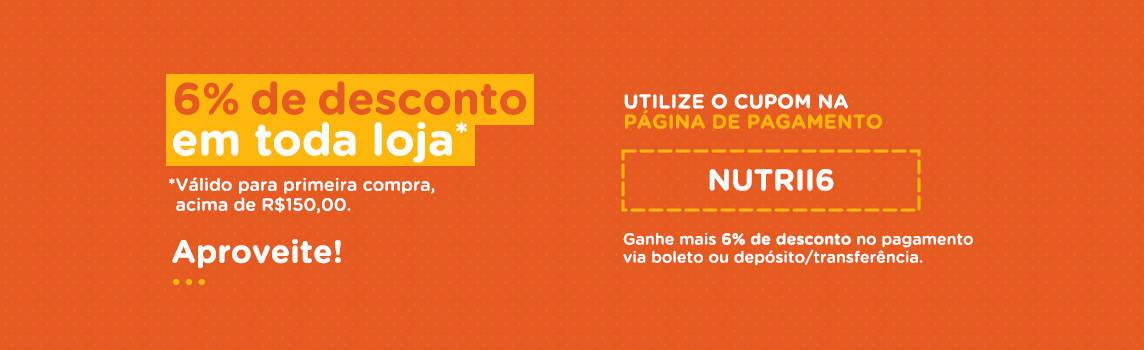 6% de desconto
em toda loja*
*Válido para primeira compra,
acima de R$150,00.
Aproveite!
UTILIZE O CUPOM NA
PÁGINA DE PAGAMENTO
NUTRII6
Ganhe mais 6% de desconto no pagamento
via boleto ou depósito/transferência.